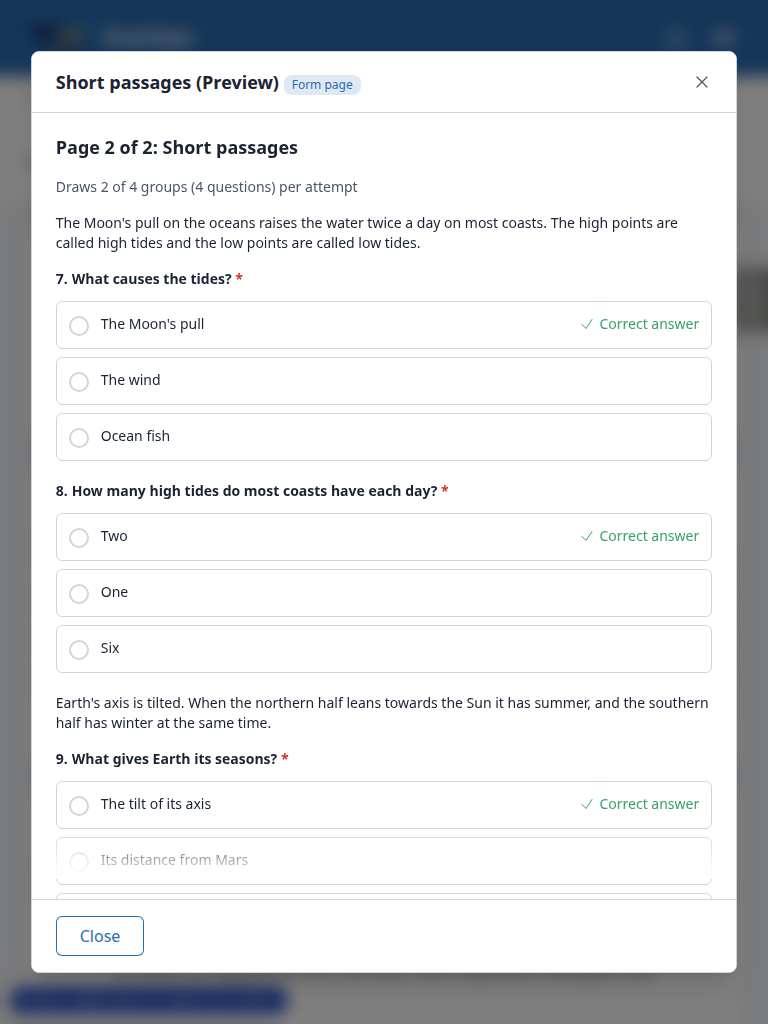 Short passages (Preview) Form page
Page 2 of 2: Short passages
Draws 2 of 4 groups (4 questions) per attempt
The Moon's pull on the oceans raises the water twice a day on most coasts. The high points are
called high tides and the low points are called low tides.
7. What causes the tides? *
The Moon's pull ✓ Correct answer
The wind
Ocean fish
8. How many high tides do most coasts have each day? *
Two ✓ Correct answer
One
Six
Earth's axis is tilted. When the northern half leans towards the Sun it has summer, and the southern
half has winter at the same time.
9. What gives Earth its seasons? *
The tilt of its axis ✓ Correct answer
Its distance from Mars
Close